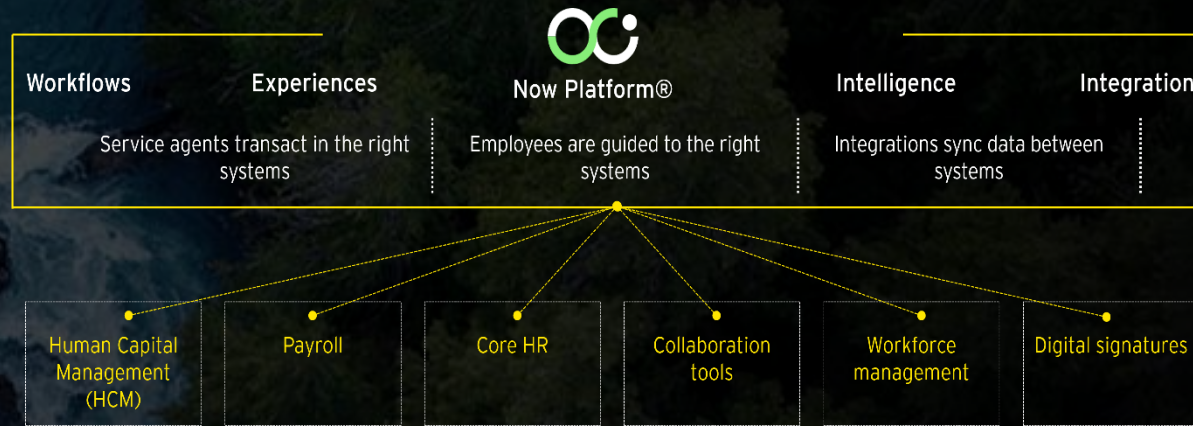 Workflows
Experiences
Now Platform®
Intelligence
Integration
Service agents transact in the right
systems
Employees are guided to the right
systems
Integrations sync data between
systems
Human Capital
Management
(HCM)
Payroll
Core HR
Collaboration
tools
Workforce
management
Digital signatures